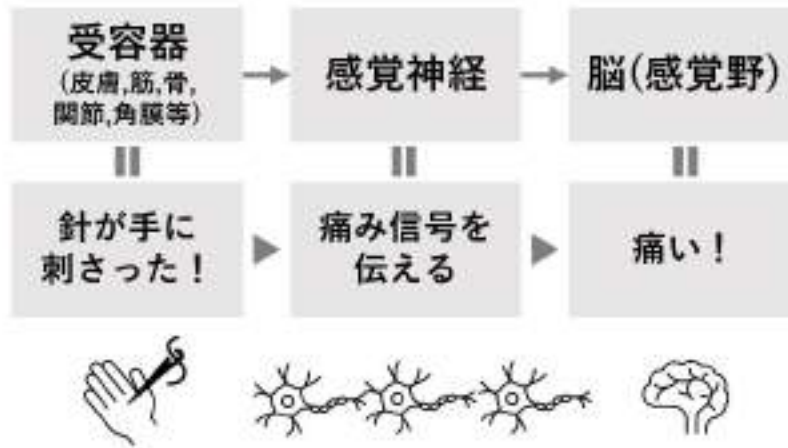 受容器
(皮膚,筋,骨,
関節,角膜等)
感覚神経
脳(感覚野)
針が手に
刺さった！
痛み信号を
伝える
痛い！